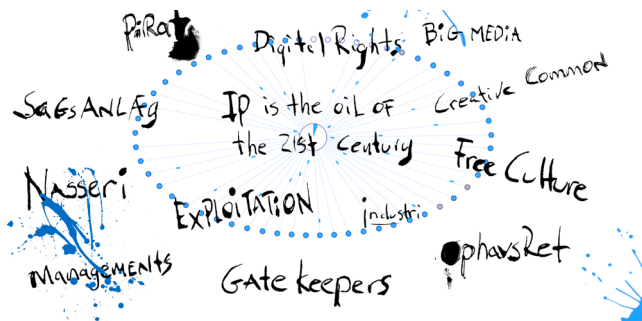 PiRat
Digital Rights
BiG MEDiA
SaGsANLÆg
IP is the oiL of
the 21st Century
Creative Common
Nasseri
Free Culture
ExPLOiTATiON
industri
OphavsRet
MANAGEMENtS
GATE keepers